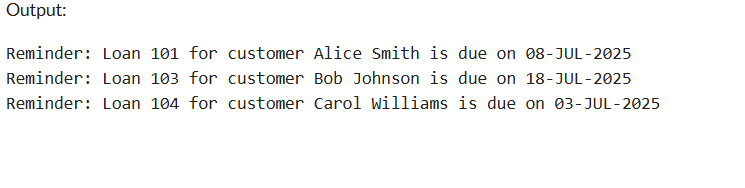 Output:
Reminder: Loan 101 for customer Alice Smith is due on 08-JUL-2025
Reminder: Loan 103 for customer Bob Johnson is due on 18-JUL-2025
Reminder: Loan 104 for customer Carol Williams is due on 03-JUL-2025